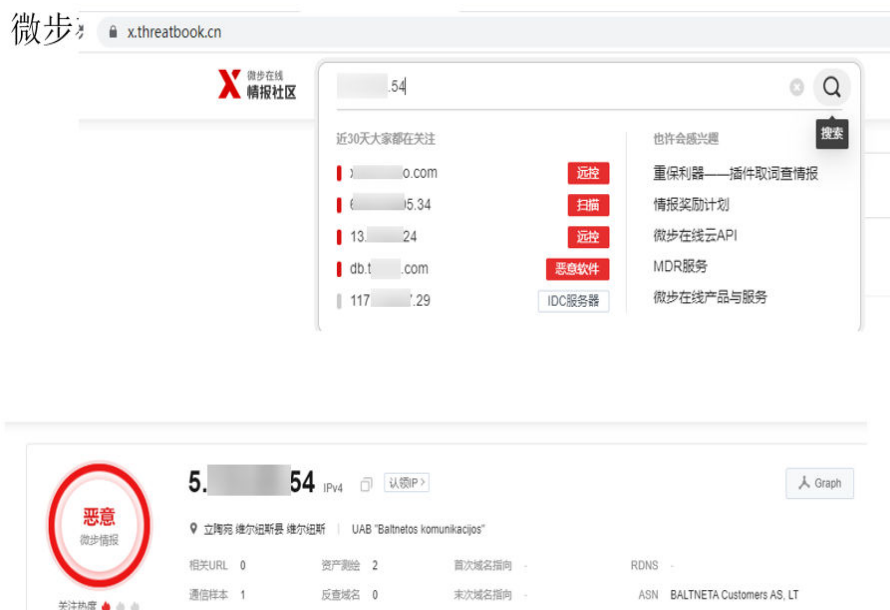 微步
x.threatbook.cn
X 微步在线
情报社区
.54
搜索
近30天大家都在关注
也许会感兴趣
o.com 远控
重保利器——插件取词查情报
6 05.34 扫描
情报奖励计划
13. 24 远控
微步在线云API
db.t .com 恶意软件
MDR服务
117 .29 IDC服务器
微步在线产品与服务
恶意
微步情报
关注热度
5. 54 IPv4 认领IP >
Graph
立陶宛 维尔纽斯县 维尔纽斯 | UAB "Baltnetos komunikacijos"
相关URL 0 资产测绘 2 首次域名指向 - RDNS -
通信样本 1 反查域名 0 末次域名指向 - ASN BALTNETA Customers AS, LT